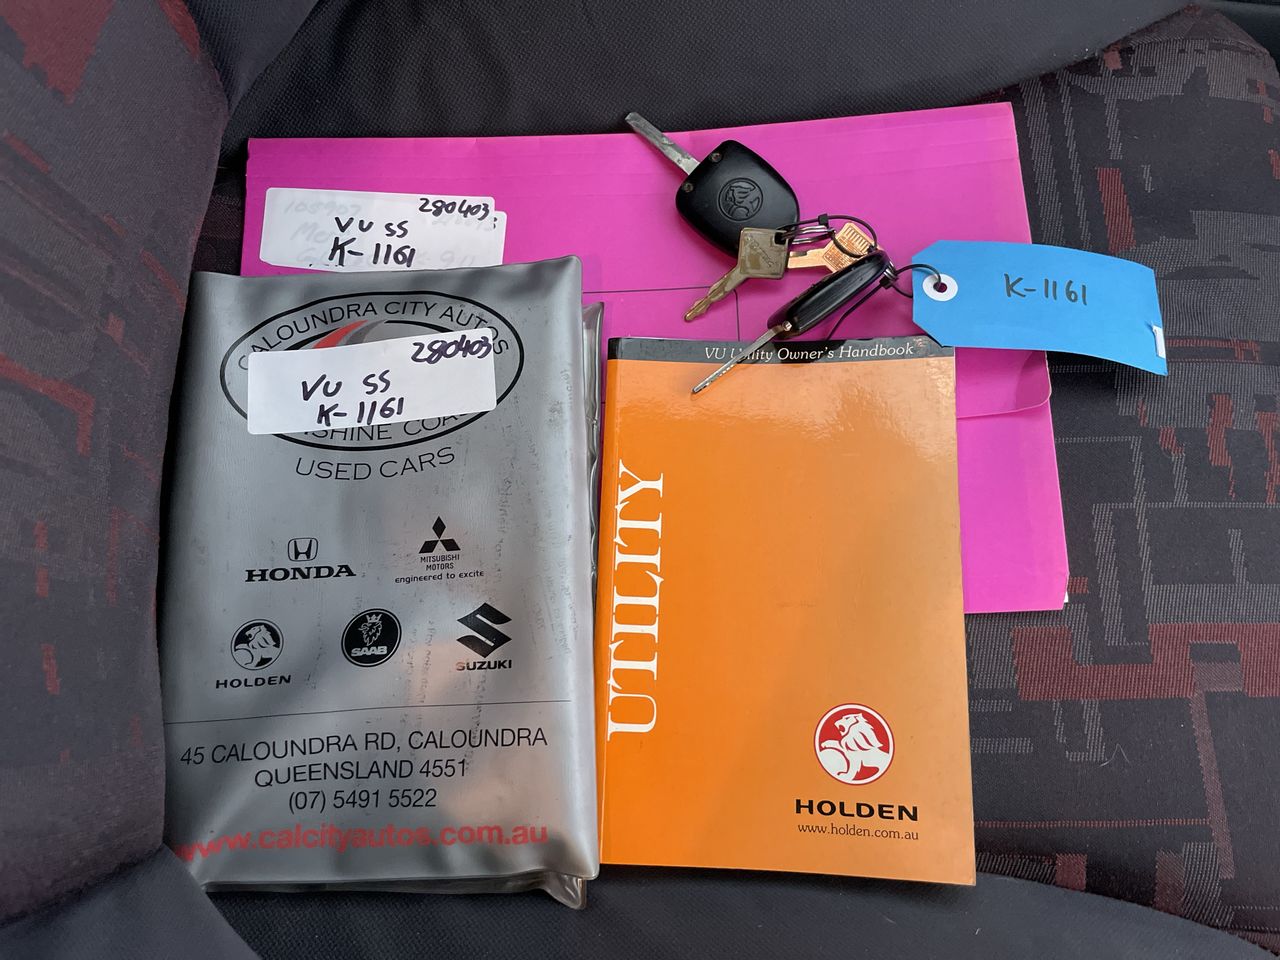 280403
VU SS
K-1161
CALOUNDRA CITY AUTOS
280403
VU SS
K-1161
USED CARS
HONDA
MITSUBISHI
MOTORS
engineered to excite
HOLDEN
SAAB
SUZUKI
45 CALOUNDRA RD, CALOUNDRA
QUEENSLAND 4551
(07) 5491 5522
www.calcityautos.com.au
K-1161
VU Utility Owner's Handbook
UTILITY
HOLDEN
www.holden.com.au